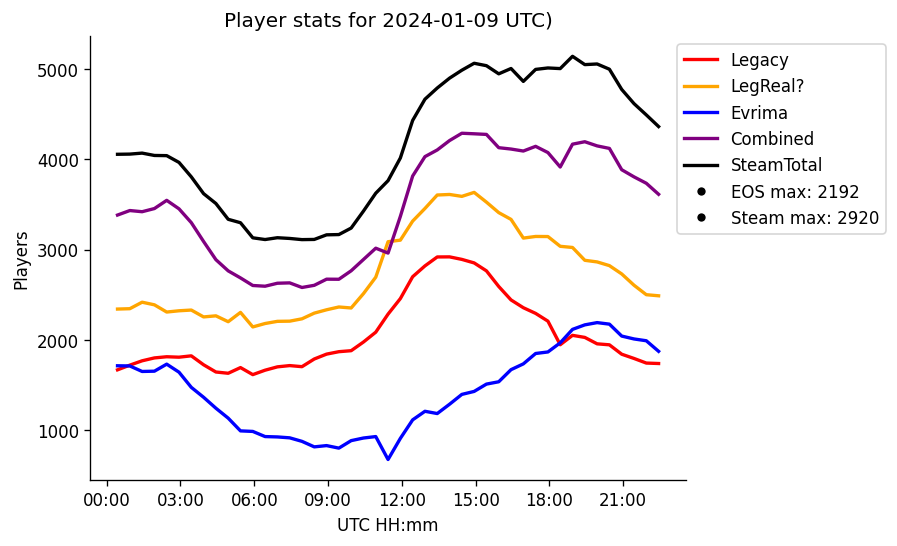 Player stats for 2024-01-09 UTC)
Legacy
LegReal?
Evrima
Combined
SteamTotal
EOS max: 2192
Steam max: 2920
5000
4000
3000
2000
1000
Players
00:00 03:00 06:00 09:00 12:00 15:00 18:00 21:00
UTC HH:mm